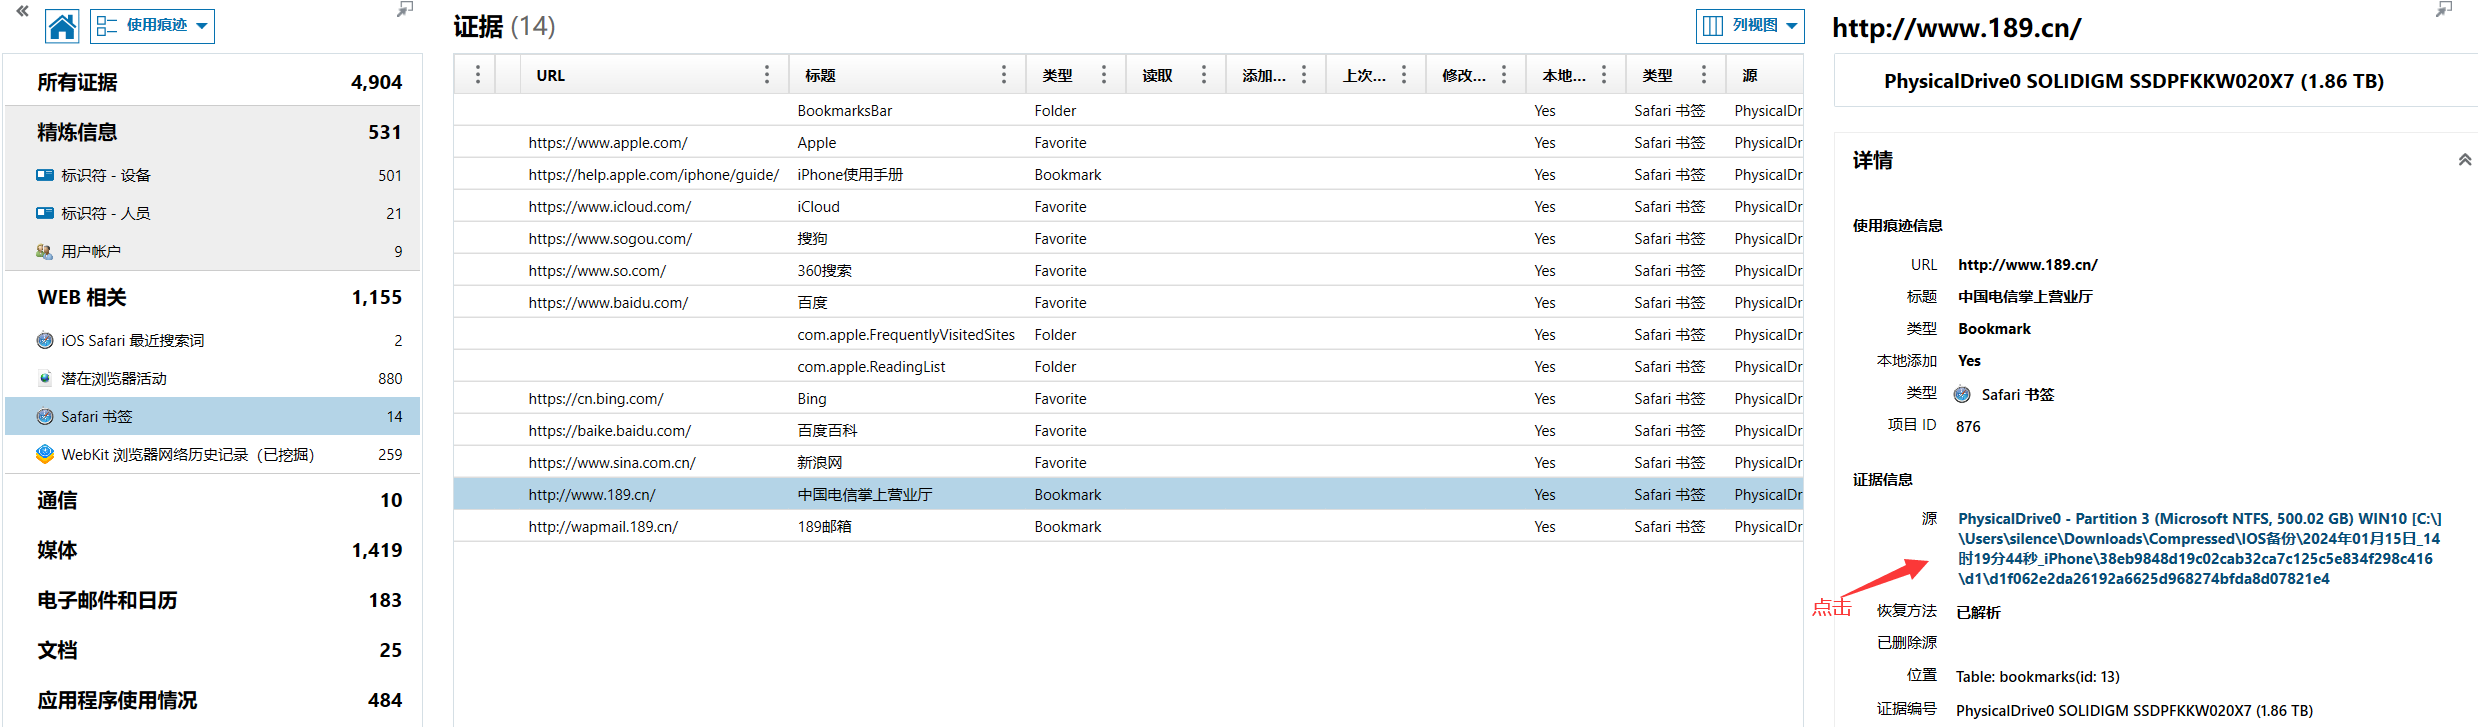 使用痕迹
所有证据 4,904
精炼信息 531
标识符 - 设备 501
标识符 - 人员 21
用户帐户 9
WEB 相关 1,155
iOS Safari 最近搜索词 2
潜在浏览器活动 880
Safari 书签 14
WebKit 浏览器网络历史记录（已挖掘） 259
通信 10
媒体 1,419
电子邮件和日历 183
文档 25
应用程序使用情况 484
证据 (14)
列视图
URL 标题 类型 读取 添加... 上次... 修改... 本地... 类型 源
BookmarksBar Folder Yes Safari 书签 PhysicalDr
https://www.apple.com/ Apple Favorite Yes Safari 书签 PhysicalDr
https://help.apple.com/iphone/guide/ iPhone使用手册 Bookmark Yes Safari 书签 PhysicalDr
https://www.icloud.com/ iCloud Favorite Yes Safari 书签 PhysicalDr
https://www.sogou.com/ 搜狗 Favorite Yes Safari 书签 PhysicalDr
https://www.so.com/ 360搜索 Favorite Yes Safari 书签 PhysicalDr
https://www.baidu.com/ 百度 Favorite Yes Safari 书签 PhysicalDr
com.apple.FrequentlyVisitedSites Folder Yes Safari 书签 PhysicalDr
com.apple.ReadingList Folder Yes Safari 书签 PhysicalDr
https://cn.bing.com/ Bing Favorite Yes Safari 书签 PhysicalDr
https://baike.baidu.com/ 百度百科 Favorite Yes Safari 书签 PhysicalDr
https://www.sina.com.cn/ 新浪网 Favorite Yes Safari 书签 PhysicalDr
http://www.189.cn/ 中国电信掌上营业厅 Bookmark Yes Safari 书签 PhysicalDr
http://wapmail.189.cn/ 189邮箱 Bookmark Yes Safari 书签 PhysicalDr
http://www.189.cn/
PhysicalDrive0 SOLIDIGM SSDPFKKW020X7 (1.86 TB)
详情
使用痕迹信息
URL http://www.189.cn/
标题 中国电信掌上营业厅
类型 Bookmark
本地添加 Yes
类型 Safari 书签
项目 ID 876
证据信息
源 PhysicalDrive0 - Partition 3 (Microsoft NTFS, 500.02 GB) WIN10 [C:\]
\Users\silence\Downloads\Compressed\IOS备份\2024年01月15日_14
时19分44秒_iPhone\38eb9848d19c02cab32ca7c125c5e834f298c416
\d1\d1f062e2da26192a6625d968274bfda8d07821e4
点击
恢复方法 已解析
已删除源
位置 Table: bookmarks(id: 13)
证据编号 PhysicalDrive0 SOLIDIGM SSDPFKKW020X7 (1.86 TB)